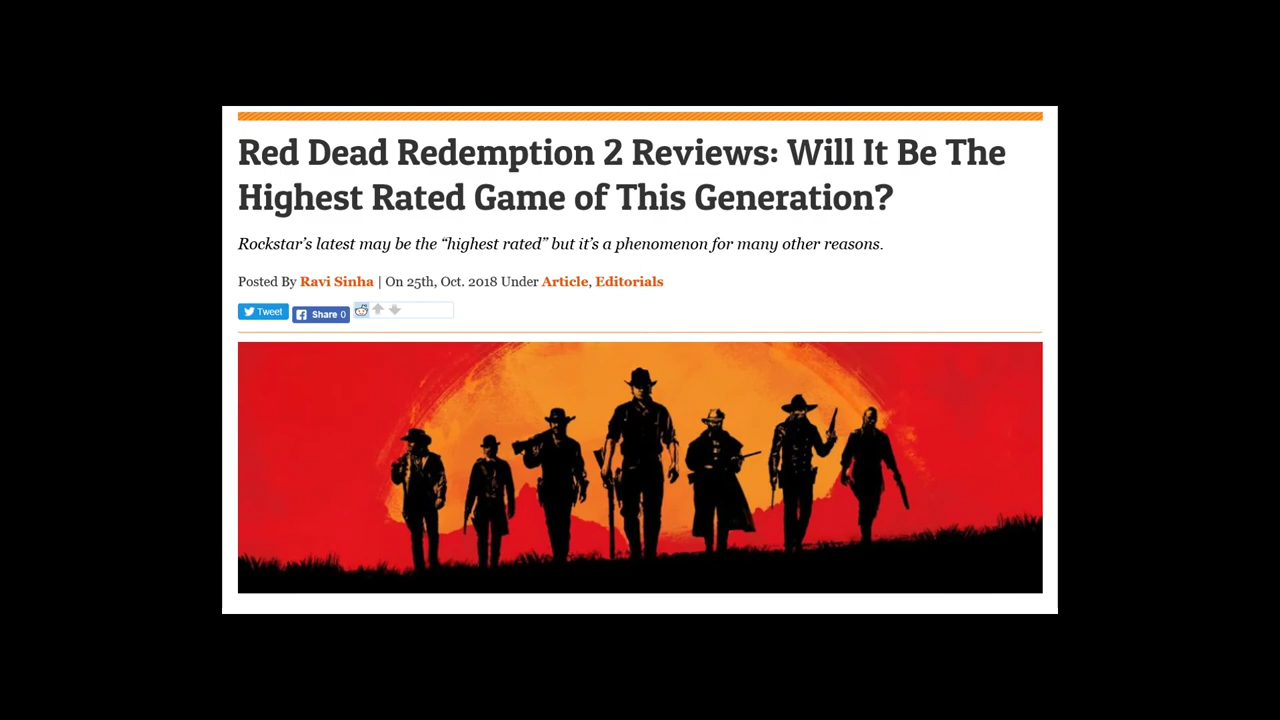 Red Dead Redemption 2 Reviews: Will It Be The
Highest Rated Game of This Generation?
Rockstar’s latest may be the “highest rated” but it’s a phenomenon for many other reasons.
Posted By Ravi Sinha | On 25th, Oct. 2018 Under Article, Editorials
Tweet Share 0